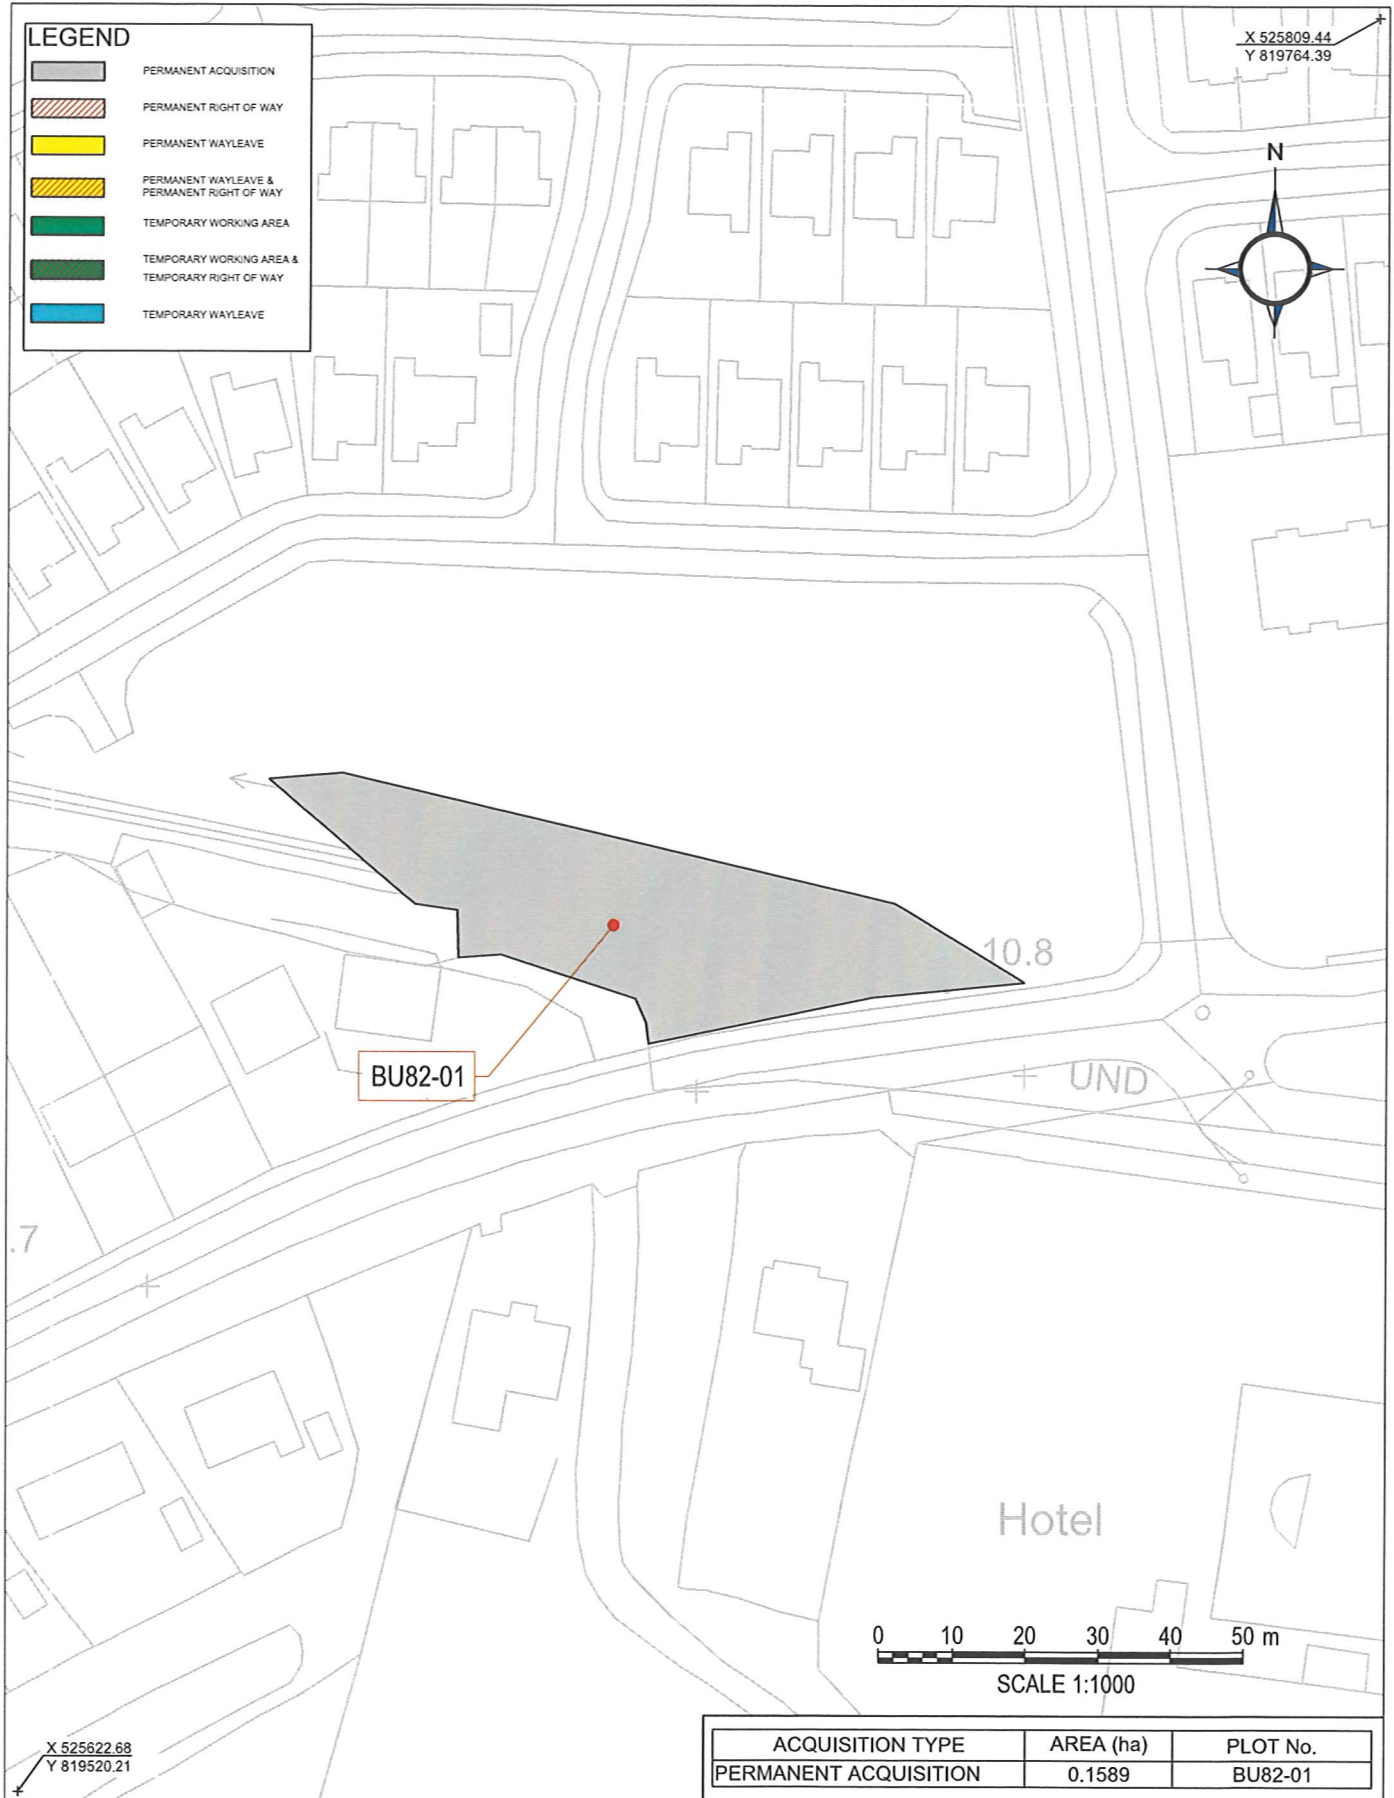 LEGEND
PERMANENT ACQUISITION
PERMANENT RIGHT OF WAY
PERMANENT WAYLEAVE
PERMANENT WAYLEAVE &
PERMANENT RIGHT OF WAY
TEMPORARY WORKING AREA
TEMPORARY WORKING AREA &
TEMPORARY RIGHT OF WAY
TEMPORARY WAYLEAVE
X 525809.44
Y 819764.39
N
10.8
BU82-01
UND
.7
Hotel
0 10 20 30 40 50 m
SCALE 1:1000
X 525622.68
Y 819520.21
ACQUISITION TYPE AREA (ha) PLOT No.
PERMANENT ACQUISITION 0.1589 BU82-01